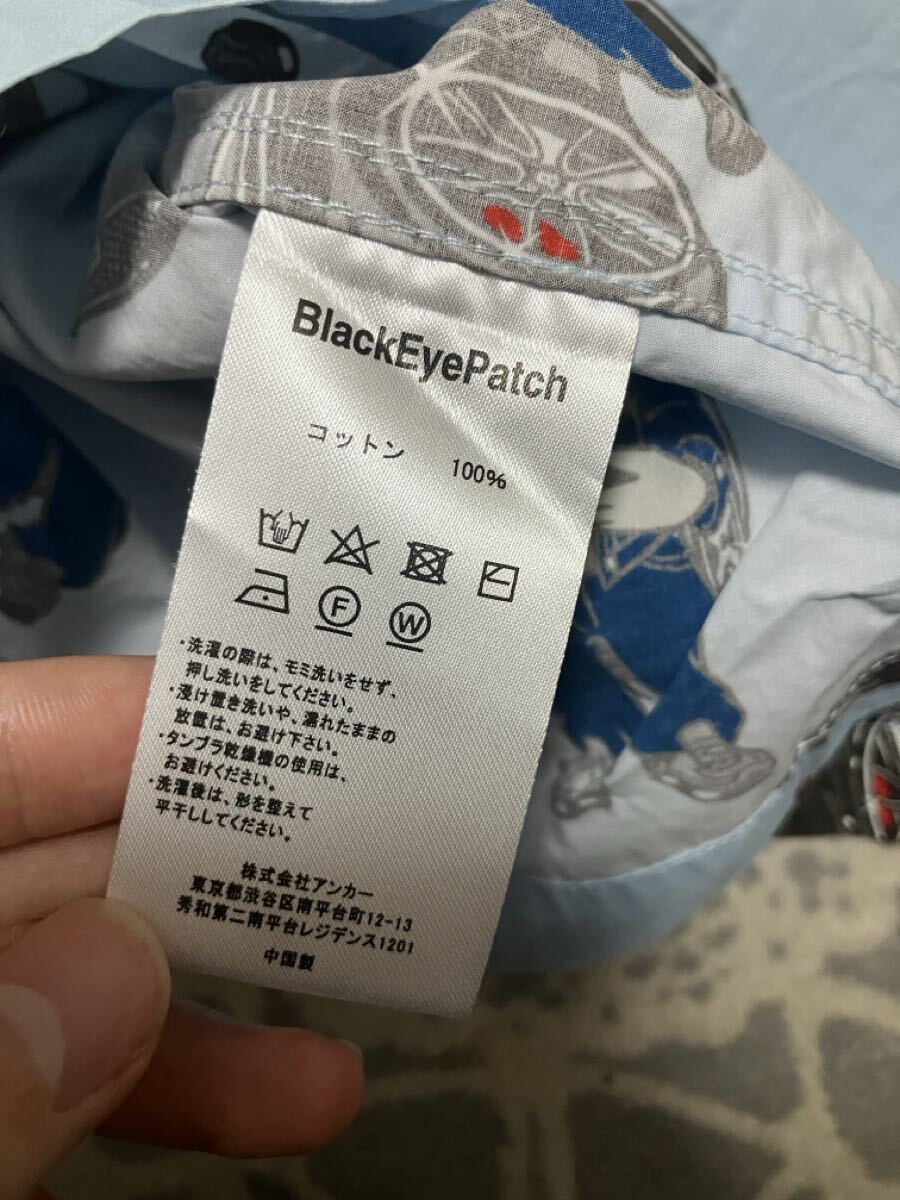 BlackEyePatch
コットン 100%
F W
・洗濯の際は、モミ洗いをせず、
押し洗いをしてください。
・浸け置き洗いや、濡れたままの
放置は、お避け下さい。
・タンブラ乾燥機の使用は、
お避けください。
・洗濯後は、形を整えて
平干ししてください。
株式会社アンカー
東京都渋谷区南平台町12-13
秀和第二南平台レジデンス1201
中国製